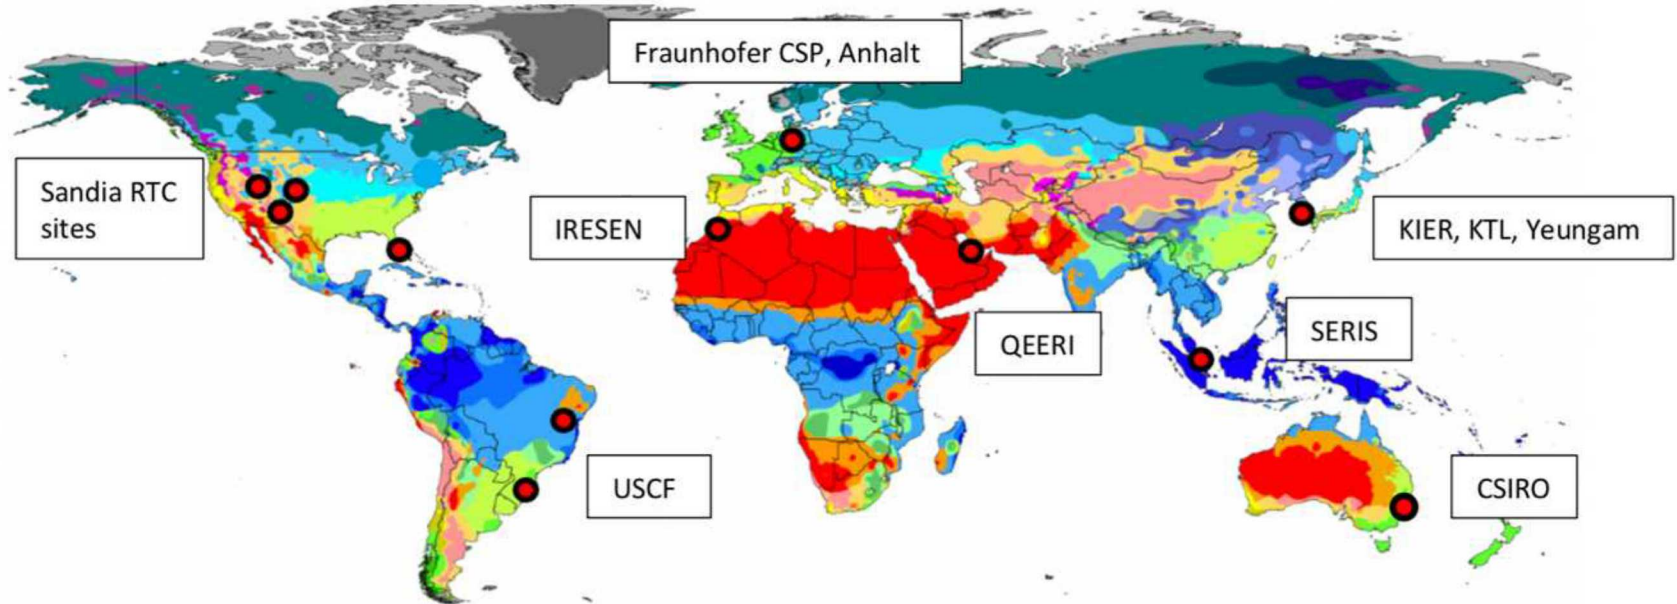 Fraunhofer CSP, Anhalt
Sandia RTC
sites
IRESEN
KIER, KTL, Yeungam
QEERI
SERIS
USCF
CSIRO